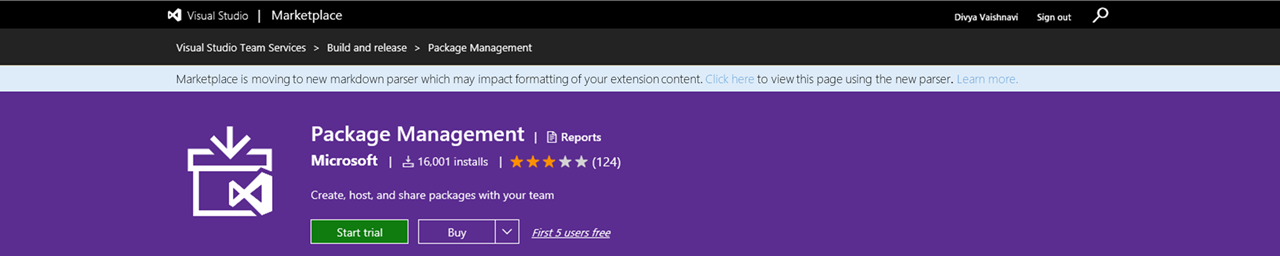 Visual Studio | Marketplace
Divya Vaishnavi Sign out
Visual Studio Team Services > Build and release > Package Management
Marketplace is moving to new markdown parser which may impact formatting of your extension content. Click here to view this page using the new parser. Learn more.
Package Management | Reports
Microsoft | 16,001 installs | (124)
Create, host, and share packages with your team
Start trial Buy First 5 users free